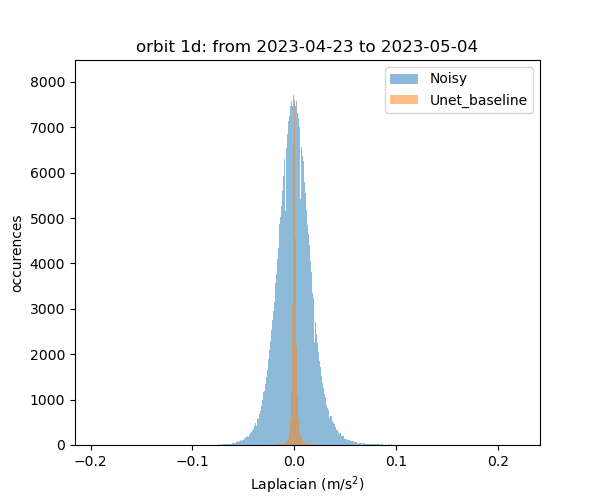 orbit 1d: from 2023-04-23 to 2023-05-04
Noisy
Unet_baseline
8000
7000
6000
5000
4000
3000
2000
1000
0
occurences
−0.2 −0.1 0.0 0.1 0.2
Laplacian (m/s²)